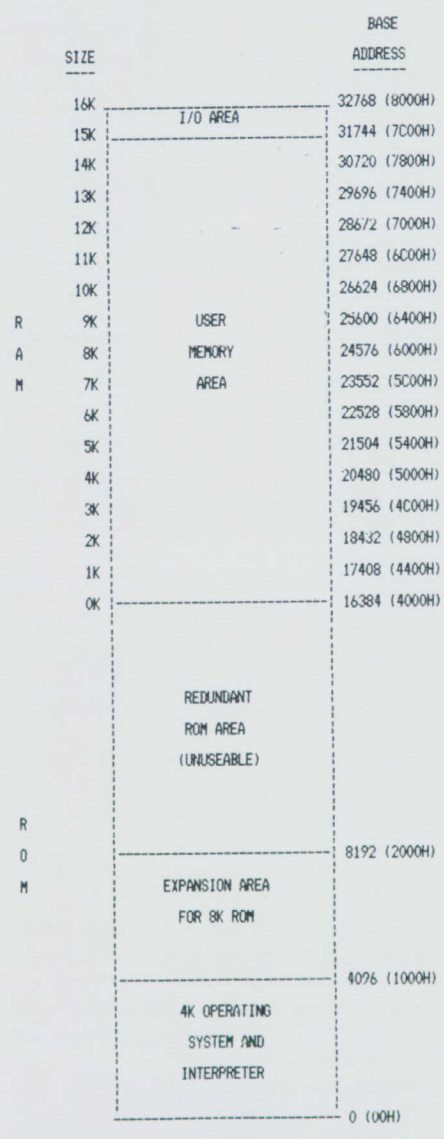 BASE
SIZE ADDRESS
16K 32768 (8000H)
I/O AREA
15K 31744 (7C00H)
14K 30720 (7800H)
13K 29696 (7400H)
12K 28672 (7000H)
11K 27648 (6C00H)
10K 26624 (6800H)
R 9K USER 25600 (6400H)
A 8K MEMORY 24576 (6000H)
M 7K AREA 23552 (5C00H)
6K 22528 (5800H)
5K 21504 (5400H)
4K 20480 (5000H)
3K 19456 (4C00H)
2K 18432 (4800H)
1K 17408 (4400H)
0K 16384 (4000H)
REDUNDANT
ROM AREA
(UNUSEABLE)
R
O 8192 (2000H)
M EXPANSION AREA
FOR 8K ROM
4096 (1000H)
4K OPERATING
SYSTEM AND
INTERPRETER
0 (00H)